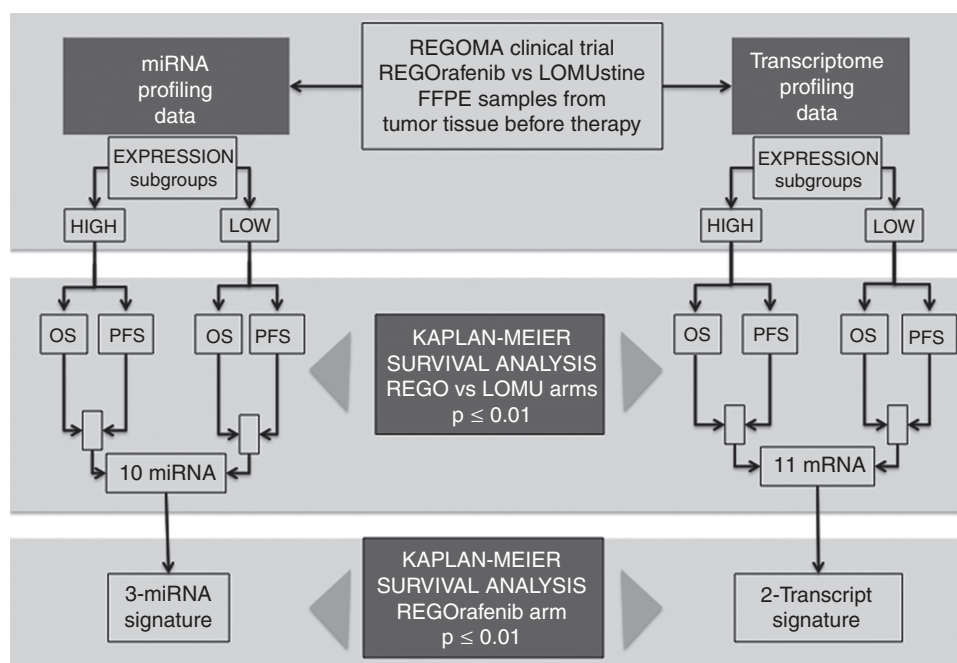 REGOMA clinical trial
REGOrafenib vs LOMUstine
FFPE samples from
tumor tissue before therapy
miRNA
profiling
data
Transcriptome
profiling
data
EXPRESSION
subgroups
EXPRESSION
subgroups
HIGH
LOW
HIGH
LOW
OS
PFS
OS
PFS
KAPLAN-MEIER
SURVIVAL ANALYSIS
REGO vs LOMU arms
p ≤ 0.01
OS
PFS
OS
PFS
10 miRNA
11 mRNA
3-miRNA
signature
KAPLAN-MEIER
SURVIVAL ANALYSIS
REGOrafenib arm
p ≤ 0.01
2-Transcript
signature